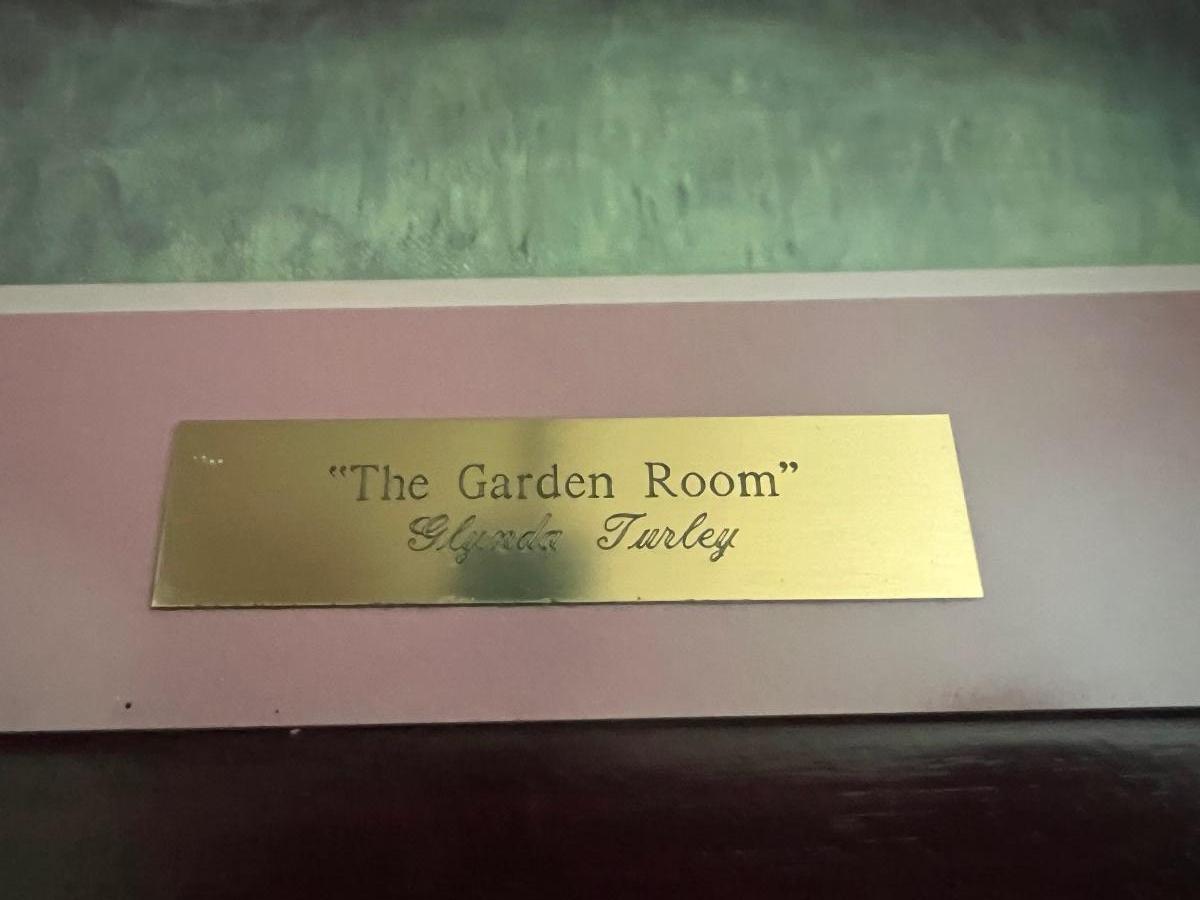 “The Garden Room”
Glynda Turley